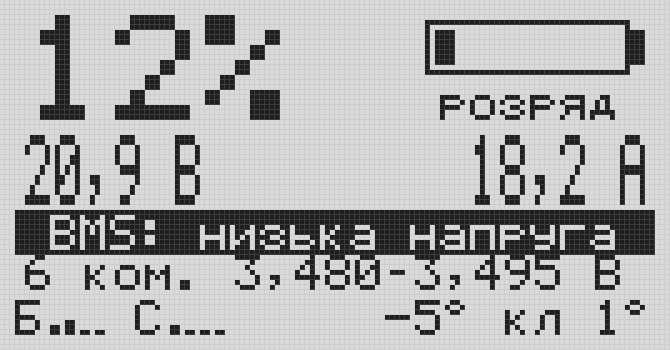 12%
РОЗРЯД
20,9 В 18,2 А
BMS: низька напруга
6 ком. 3,480-3,495 В
Б.... С.... -5° кл 1°